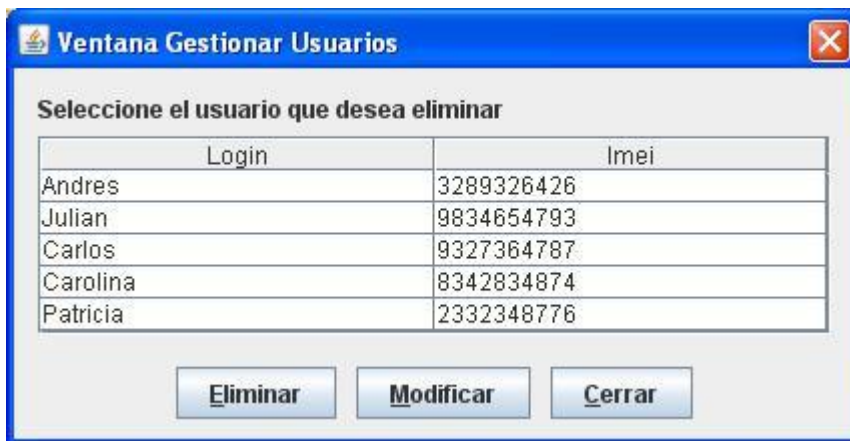 Ventana Gestionar Usuarios
Seleccione el usuario que desea eliminar
Login Imei
Andres 3289326426
Julian 9834654793
Carlos 9327364787
Carolina 8342834874
Patricia 2332348776
Eliminar Modificar Cerrar